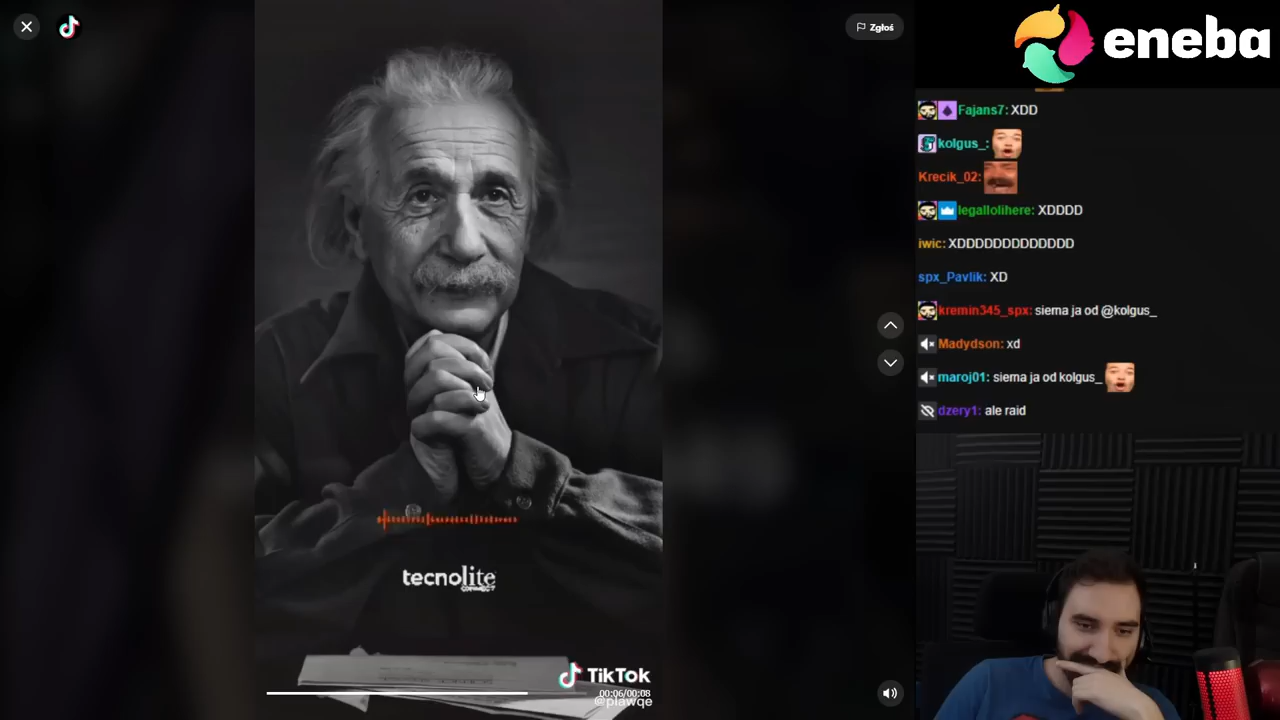 Zgłoś
eneba
Fajans7: XDD
kolgus_:
Krecik_02:
legallolihere: XDDDD
iwic: XDDDDDDDDDDDDD
spx_Pavlik: XD
kremin345_spx: siema ja od @kolgus_
Madydson: xd
maroj01: siema ja od kolgus_
dzery1: ale raid
tecnolite
CONNECT
TikTok
00:06/00:08
@plawqe